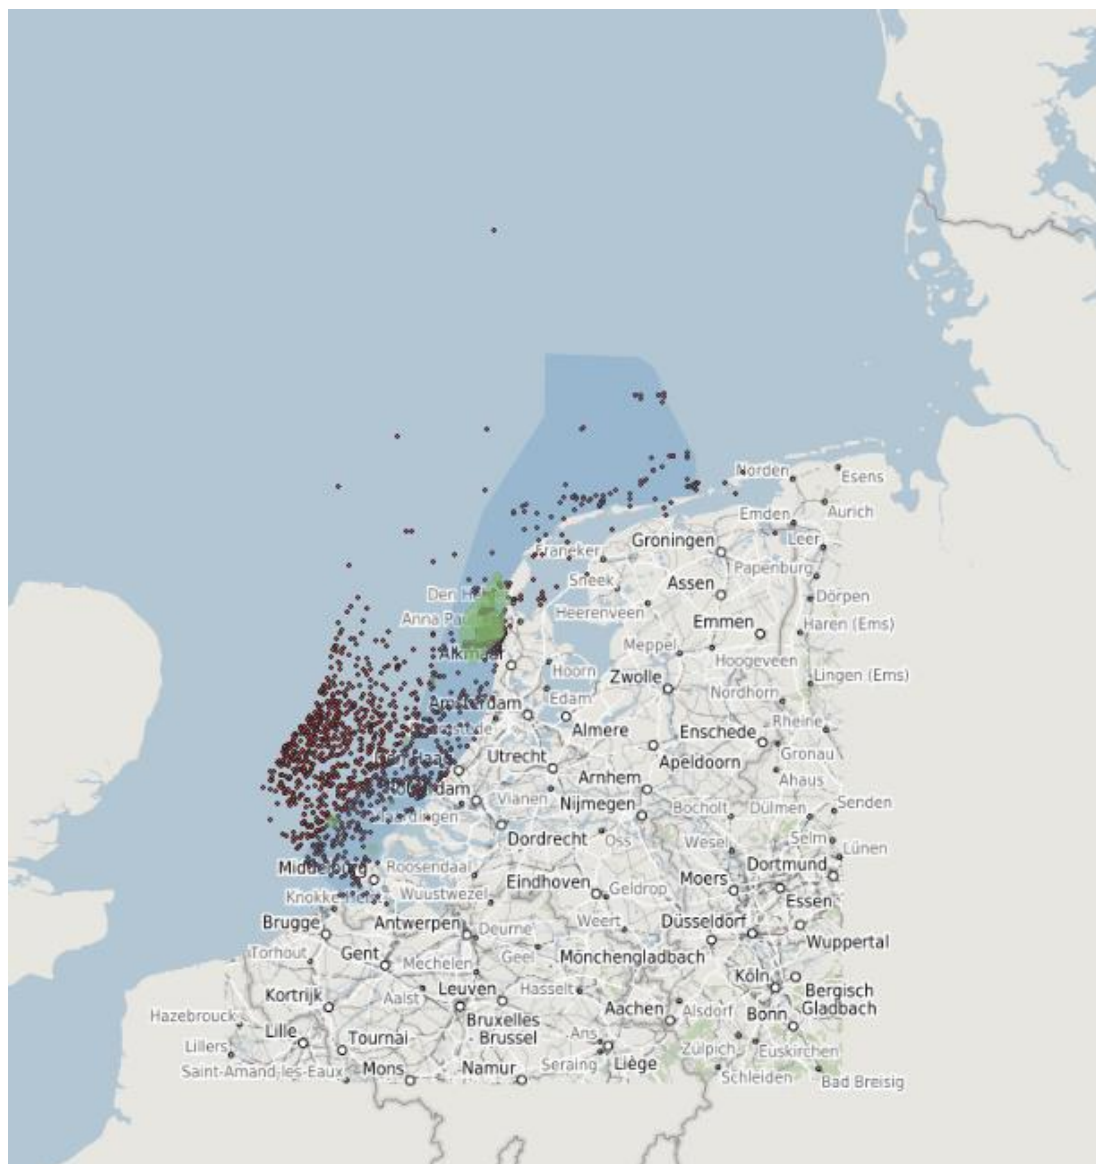 Norden
Esens
Emden
Aurich
Groningen
Leer
Franeker
Papenburg
Sneek
Assen
Dörpen
Den
Heerenveen
Anna
Emmen
Haren (Ems)
Meppel
Hoogeveen
Alkmaar
Hoorn
Zwolle
Lingen (Ems)
Nordhorn
Edam
Amsterdam
Almere
Enschede
Rheine
Utrecht
Apeldoorn
Gronau
Den Haag
Arnhem
Ahaus
Rotterdam
Vianen
Nijmegen
Bocholt
Dülmen
Senden
Dordrecht
Oss
Wesel
Selm
Lünen
Middelburg
Roosendaal
Dortmund
Eindhoven
Geldrop
Moers
Wuustwezel
Essen
Brugge
Antwerpen
Deurne
Weert
Düsseldorf
Wuppertal
Torhout
Gent
Mechelen
Geel
Mönchengladbach
Köln
Kortrijk
Aalst
Leuven
Hasselt
Bergisch
Gladbach
Aachen
Alsdorf
Bonn
Hazebrouck
Lille
Bruxelles
- Brussel
Tournai
Ans
Lillers
Zülpich
Euskirchen
Saint-Amand-les-Eaux
Mons
Namur
Seraing
Liège
Schleiden
Bad Breisig